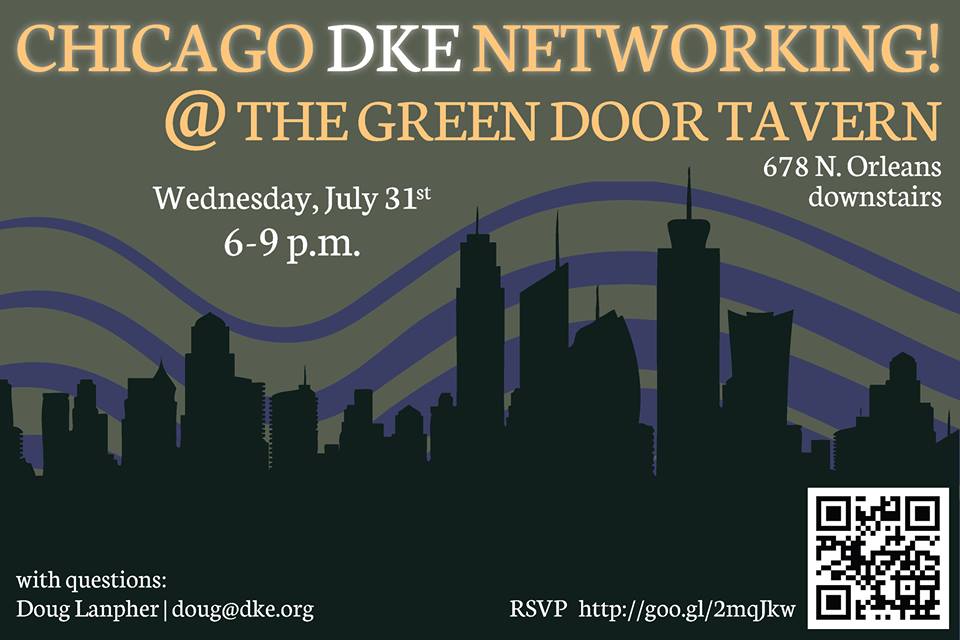 CHICAGO DKE NETWORKING!
@ THE GREEN DOOR TAVERN
678 N. Orleans
downstairs
Wednesday, July 31st
6-9 p.m.
with questions:
Doug Lanpher | doug@dke.org
RSVP http://goo.gl/2mqJkw